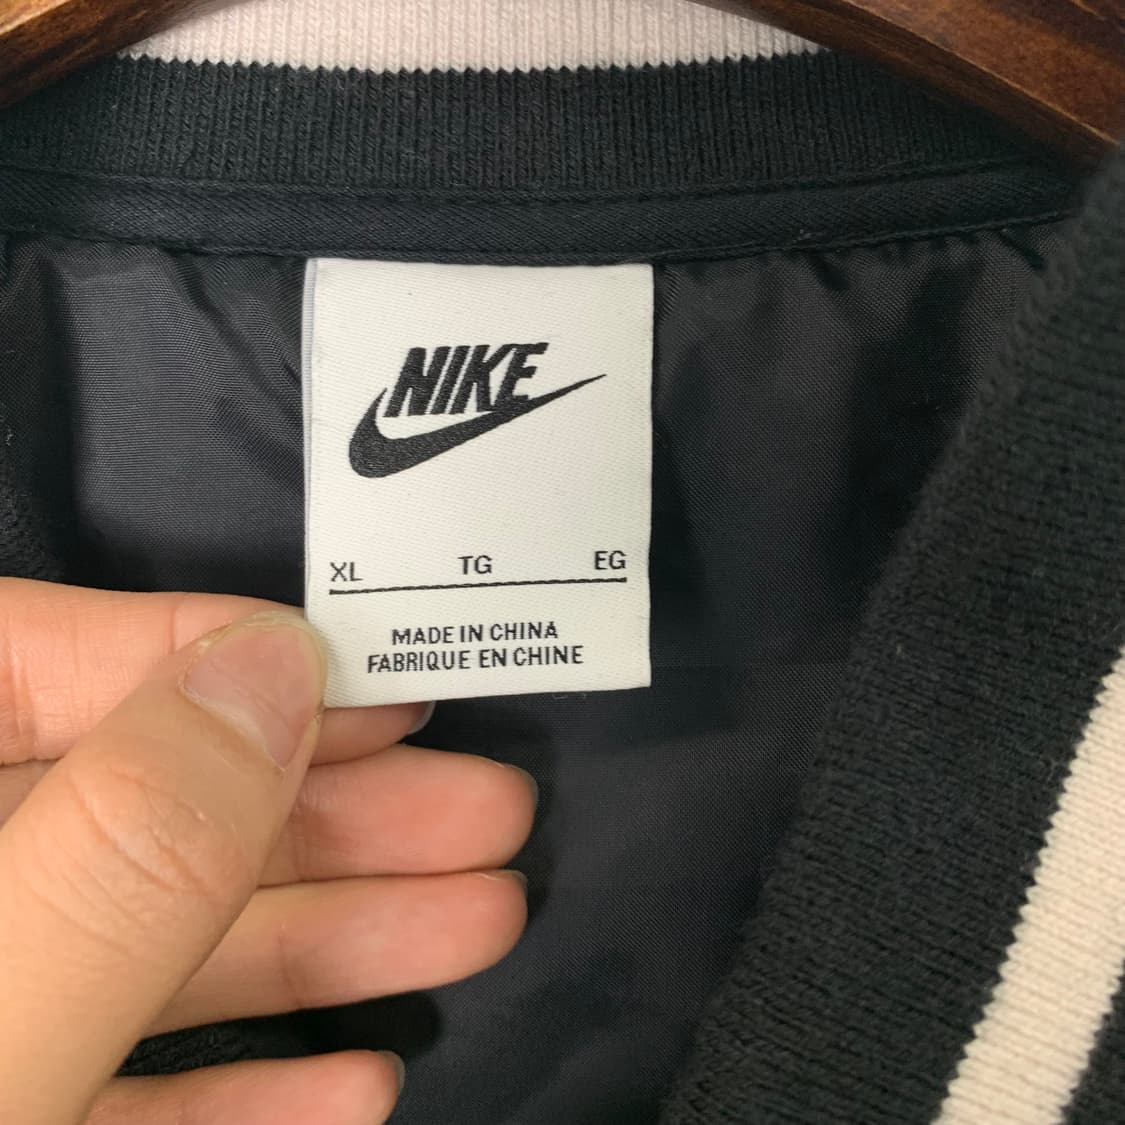 NIKE
XL TG EG
MADE IN CHINA
FABRIQUE EN CHINE